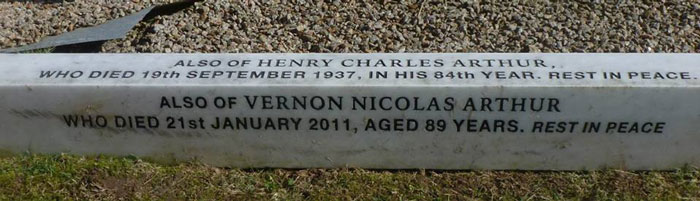 ALSO OF HENRY CHARLES ARTHUR,
WHO DIED 19th SEPTEMBER 1937, IN HIS 84th YEAR. REST IN PEACE
ALSO OF VERNON NICOLAS ARTHUR
WHO DIED 21st JANUARY 2011, AGED 89 YEARS. REST IN PEACE